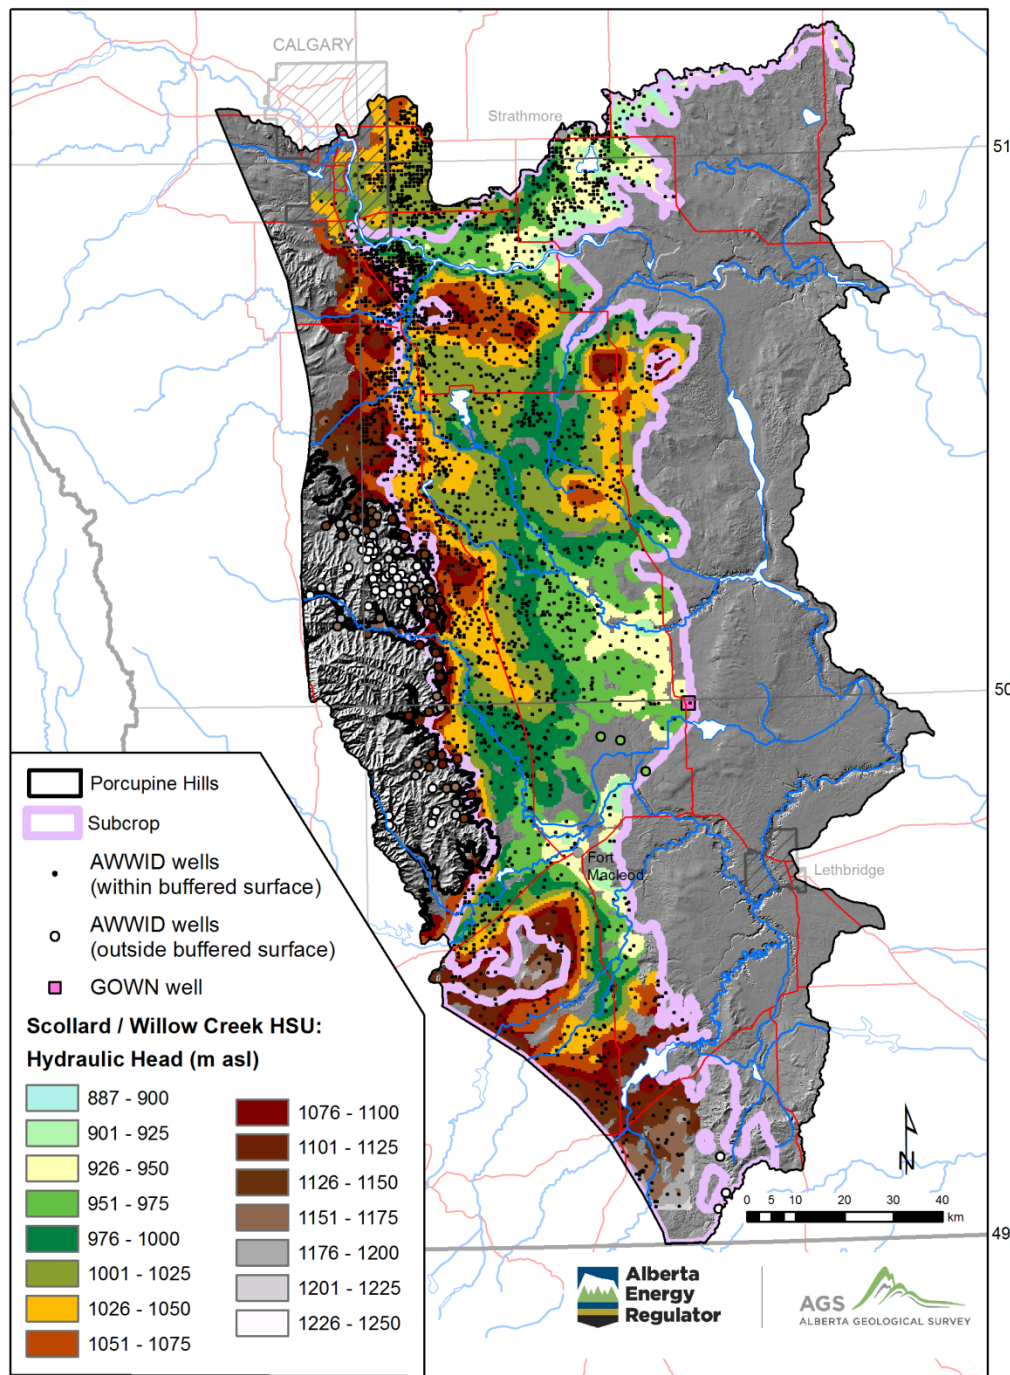 CALGARY
Strathmore
51
50
Fort
Macleod
Lethbridge
49
Porcupine Hills
Subcrop
AWWID wells
(within buffered surface)
AWWID wells
(outside buffered surface)
GOWN well
Scollard / Willow Creek HSU:
Hydraulic Head (m asl)
887 - 900
901 - 925
926 - 950
951 - 975
976 - 1000
1001 - 1025
1026 - 1050
1051 - 1075
1076 - 1100
1101 - 1125
1126 - 1150
1151 - 1175
1176 - 1200
1201 - 1225
1226 - 1250
N
0 5 10 20 30 40
km
Alberta
Energy
Regulator
AGS
ALBERTA GEOLOGICAL SURVEY